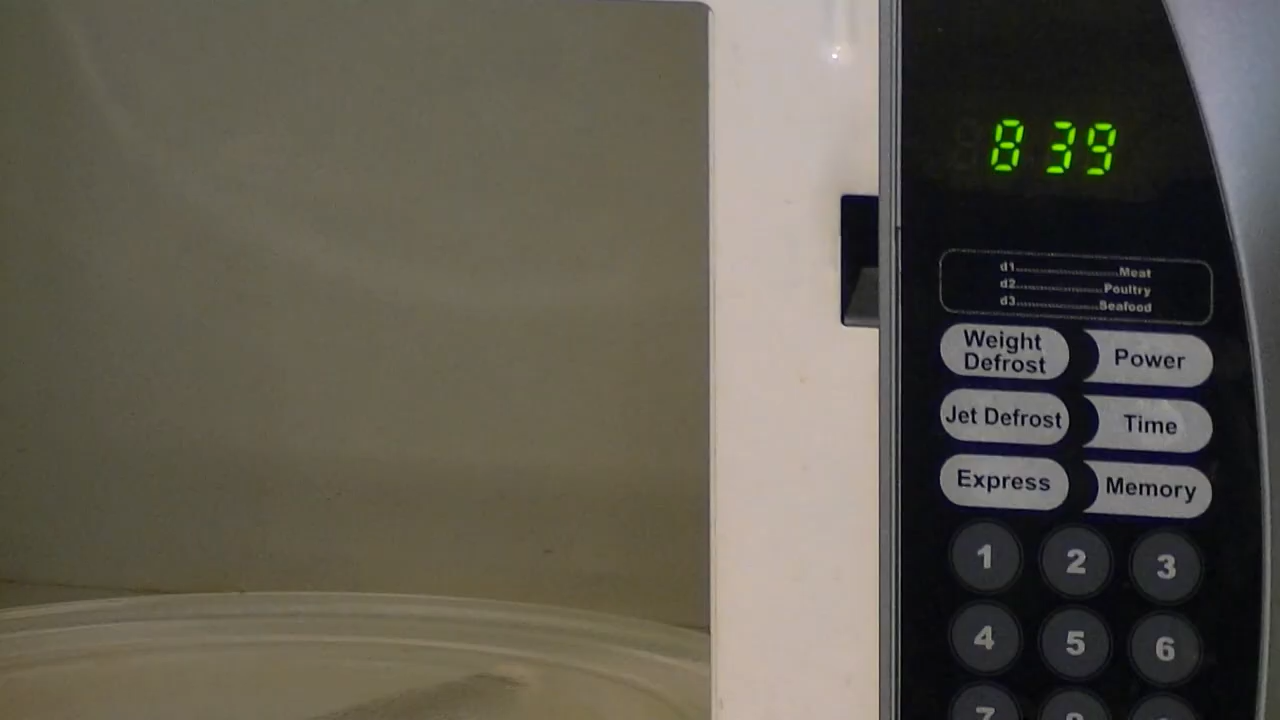 8 39
d1......................Meat
d2..................Poultry
d3.................Seafood
Weight
Defrost
Power
Jet Defrost
Time
Express
Memory
1 2 3
4 5 6
7